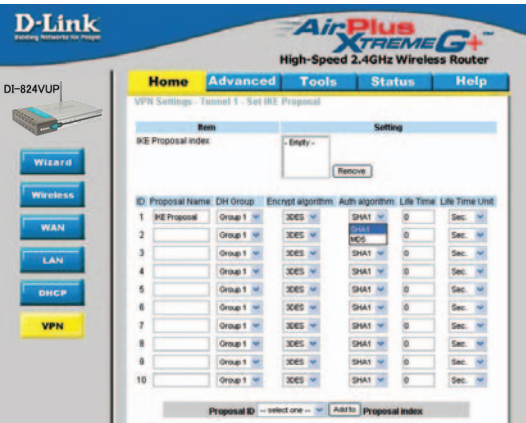 D-Link
Building Networks for People
AirPlus
XTREME G+™
High-Speed 2.4GHz Wireless Router
DI-824VUP
Home Advanced Tools Status Help
VPN Settings - Tunnel 1 - Set IKE Proposal
Item Setting
IKE Proposal index
- Empty -
Remove
Wizard
Wireless
WAN
LAN
DHCP
VPN
ID Proposal Name DH Group Encrypt algorithm Auth algorithm Life Time Life Time Unit
1 IKE Proposal Group 1 3DES SHA1 0 Sec.
SHA1
MD5
2 Group 1 3DES 0 Sec.
3 Group 1 3DES SHA1 0 Sec.
4 Group 1 3DES SHA1 0 Sec.
5 Group 1 3DES SHA1 0 Sec.
6 Group 1 3DES SHA1 0 Sec.
7 Group 1 3DES SHA1 0 Sec.
8 Group 1 3DES SHA1 0 Sec.
9 Group 1 3DES SHA1 0 Sec.
10 Group 1 3DES SHA1 0 Sec.
Proposal ID -- select one -- Add to Proposal index